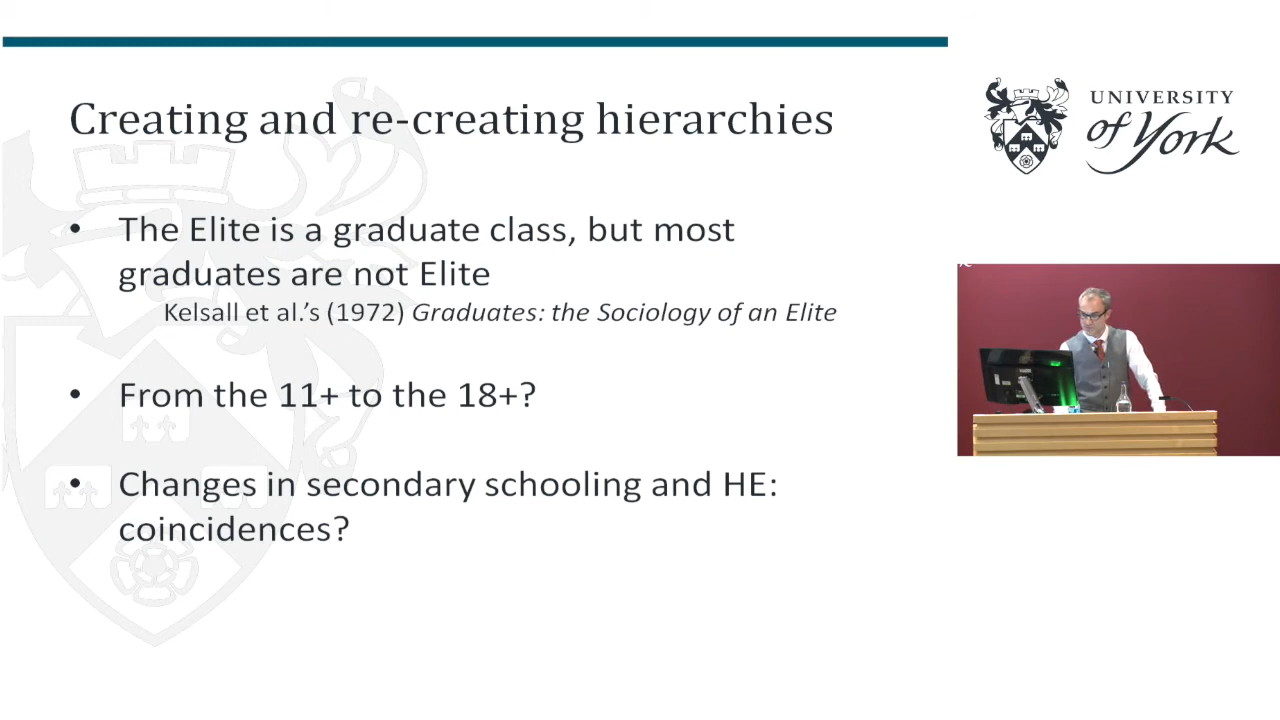 Creating and re-creating hierarchies
UNIVERSITY
of York
• The Elite is a graduate class, but most
graduates are not Elite
Kelsall et al.’s (1972) Graduates: the Sociology of an Elite
• From the 11+ to the 18+?
• Changes in secondary schooling and HE:
coincidences?